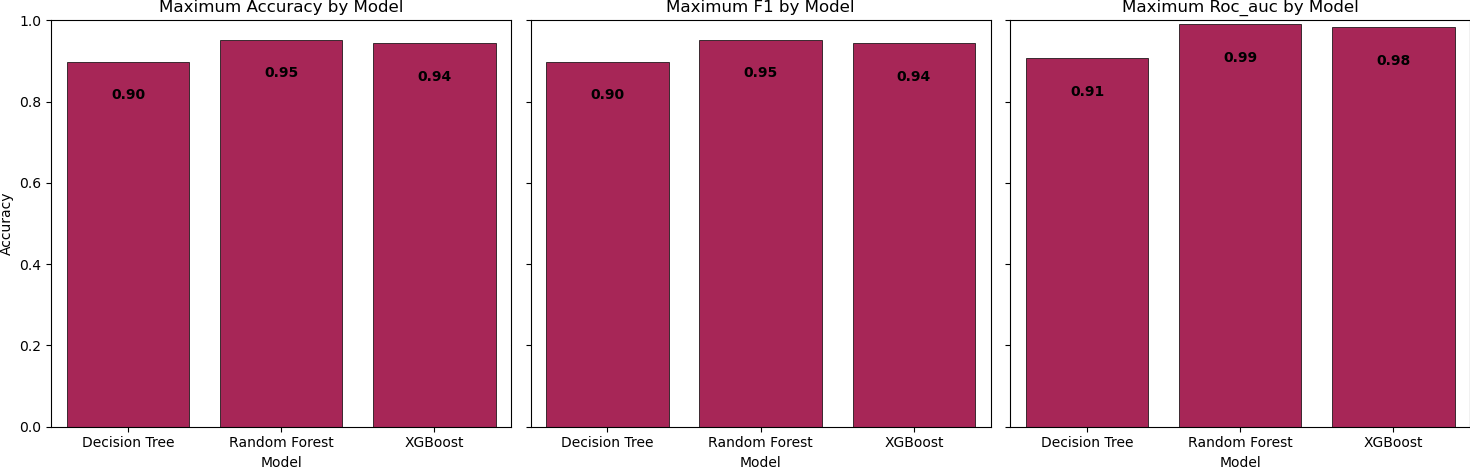 Maximum Accuracy by Model
Maximum F1 by Model
Maximum Roc_auc by Model
Accuracy
1.0
0.8
0.6
0.4
0.2
0.0
0.90
0.95
0.94
0.90
0.95
0.94
0.91
0.99
0.98
Decision Tree
Random Forest
XGBoost
Decision Tree
Random Forest
XGBoost
Decision Tree
Random Forest
XGBoost
Model
Model
Model